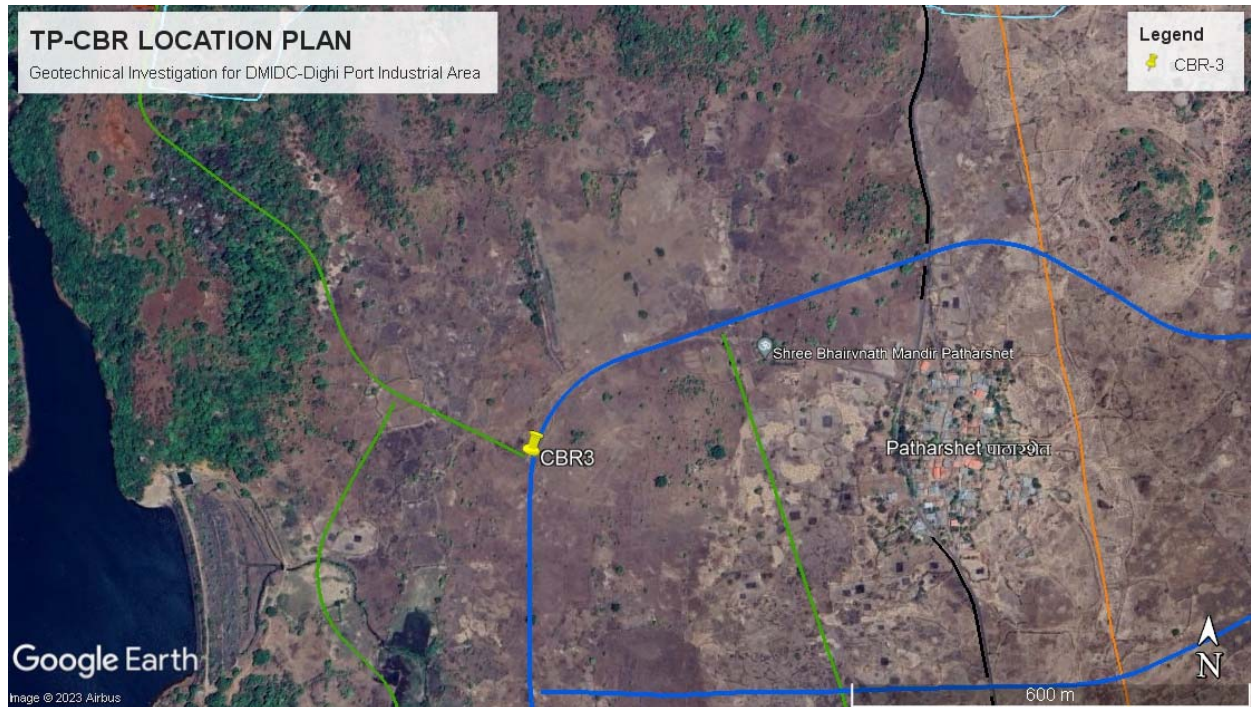 TP-CBR LOCATION PLAN
Geotechnical Investigation for DMIDC-Dighi Port Industrial Area
Legend
CBR-3
Shree Bhairvnath Mandir Patharshet
Patharshet
CBR3
Google Earth
N
Image © 2023 Airbus
600 m